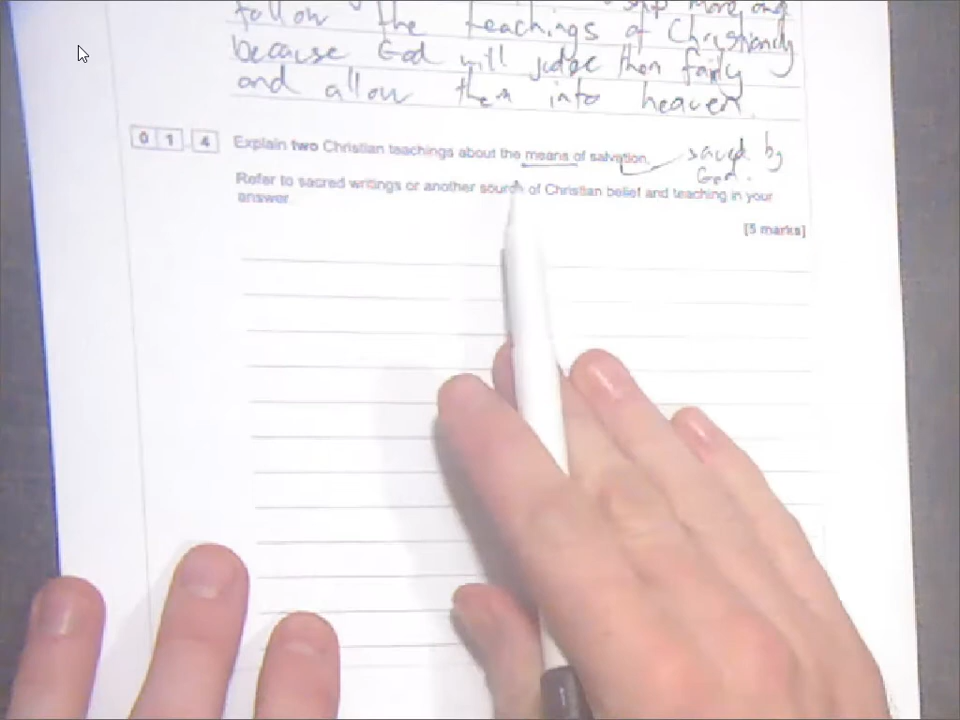 follow the teachings of Christianity
because God will judge then fairly
and allow them into heaven.
0 1 . 4 Explain two Christian teachings about the means of salvation.
saved by
God.
Refer to sacred writings or another source of Christian belief and teaching in your
answer.
[5 marks]